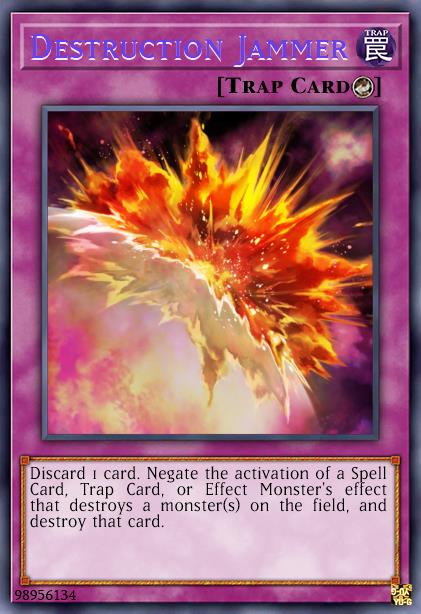 DESTRUCTION JAMMER
TRAP
罠
[TRAP CARD]
Discard 1 card. Negate the activation of a Spell
Card, Trap Card, or Effect Monster's effect
that destroys a monster(s) on the field, and
destroy that card.
98956134